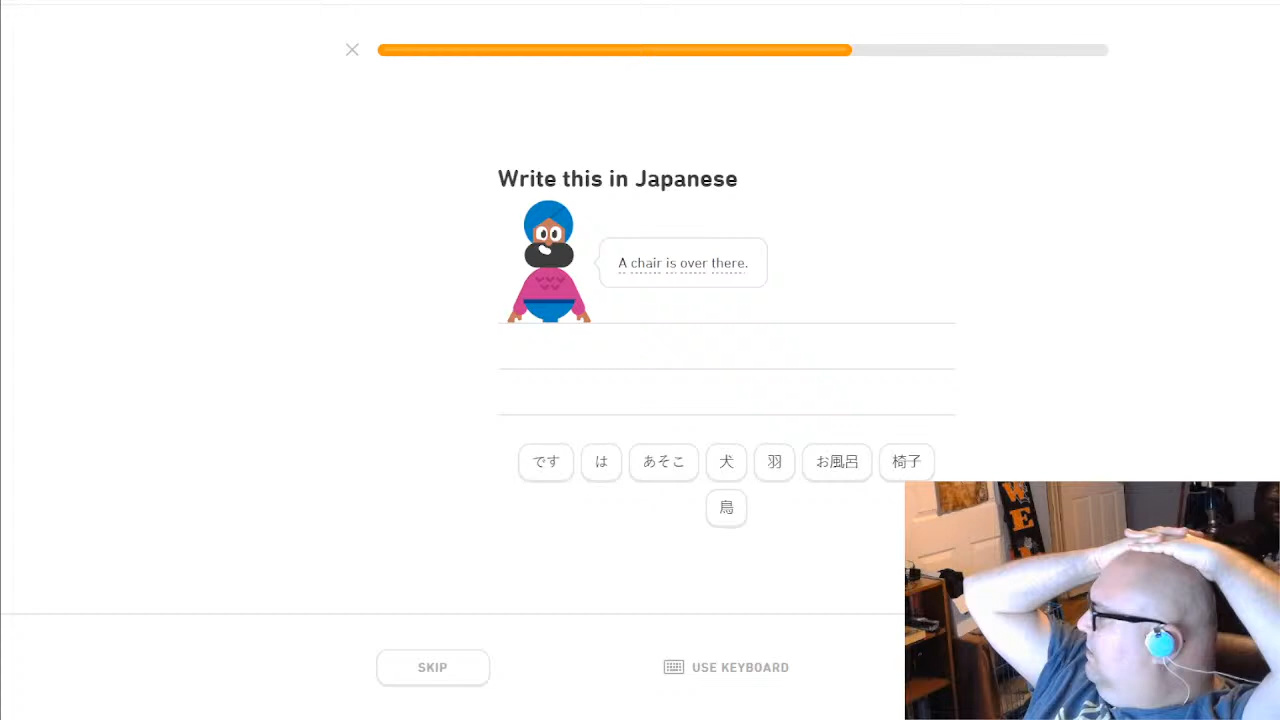 Write this in Japanese
A chair is over there.
です は あそこ 犬 羽 お風呂 椅子
鳥
SKIP
USE KEYBOARD
WE